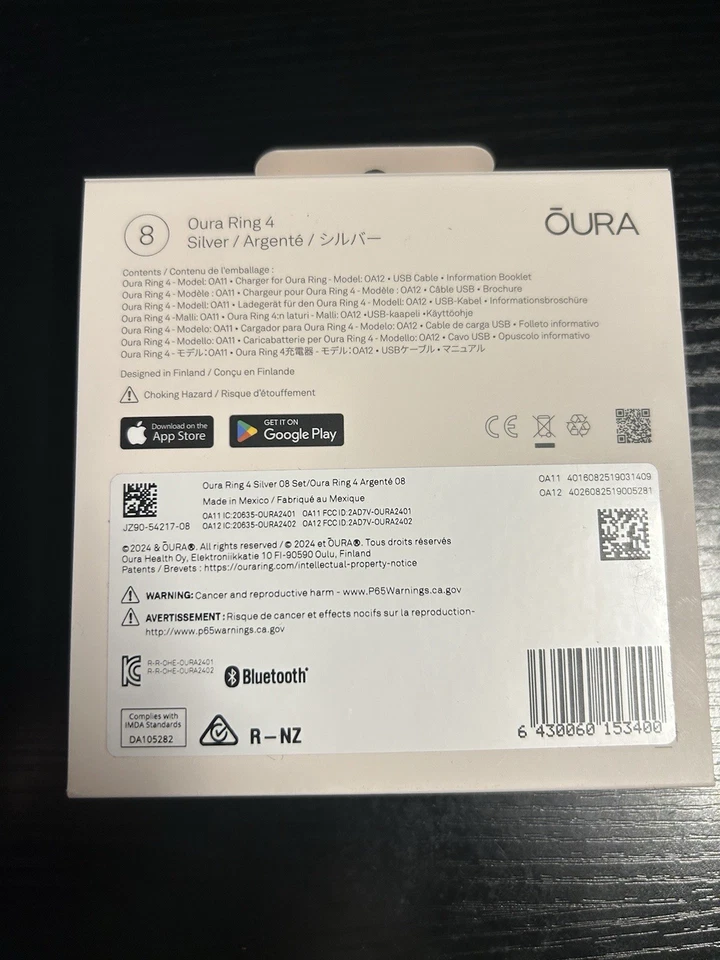 8
Oura Ring 4
Silver / Argenté / シルバー
ŌURA
Contents / Contenu de l'emballage :
Oura Ring 4 - Model: OA11 • Charger for Oura Ring - Model: OA12 • USB Cable • Information Booklet
Oura Ring 4 - Modèle : OA11 • Chargeur pour Oura Ring 4 - Modèle : OA12 • Câble USB • Brochure
Oura Ring 4 - Modell: OA11 • Ladegerät für den Oura Ring 4 - Modell: OA12 • USB-Kabel • Informationsbroschüre
Oura Ring 4 -Malli: OA11 • Oura Ring 4:n laturi - Malli: OA12 •USB-kaapeli • Käyttöohje
Oura Ring 4 - Modelo: OA11 • Cargador para Oura Ring 4 - Modelo: OA12 • Cable de carga USB • Folleto informativo
Oura Ring 4 - Modello: OA11 • Caricabatterie per Oura Ring 4 - Modello: OA12 • Cavo USB • Opuscolo informativo
Oura Ring 4 - モデル：OA11 • Oura Ring 4充電器 - モデル：OA12 • USBケーブル • マニュアル
Designed in Finland / Conçu en Finlande
Choking Hazard / Risque d'étouffement
Download on the
App Store
GET IT ON
Google Play
CE
JZ90-54217-08
Oura Ring 4 Silver 08 Set/Oura Ring 4 Argenté 08
Made in Mexico / Fabriqué au Mexique
OA11 IC:20635-OURA2401 OA11 FCC ID:2AD7V-OURA2401
OA12 IC:20635-OURA2402 OA12 FCC ID:2AD7V-OURA2402
OA11 4016082519031409
OA12 4026082519005281
©2024 & ŌURA®. All rights reserved / © 2024 et ŌURA®. Tous droits réservés
Oura Health Oy, Elektroniikkatie 10 FI-90590 Oulu, Finland
Patents / Brevets : https://ouraring.com/intellectual-property-notice
WARNING: Cancer and reproductive harm - www.P65Warnings.ca.gov
AVERTISSEMENT : Risque de cancer et effects nocifs sur la reproduction-
http://www.p65warnings.ca.gov
R-R-OHE-OURA2401
R-R-OHE-OURA2402
Bluetooth®
Complies with
IMDA Standards
DA105282
R-NZ
6 430060 153400